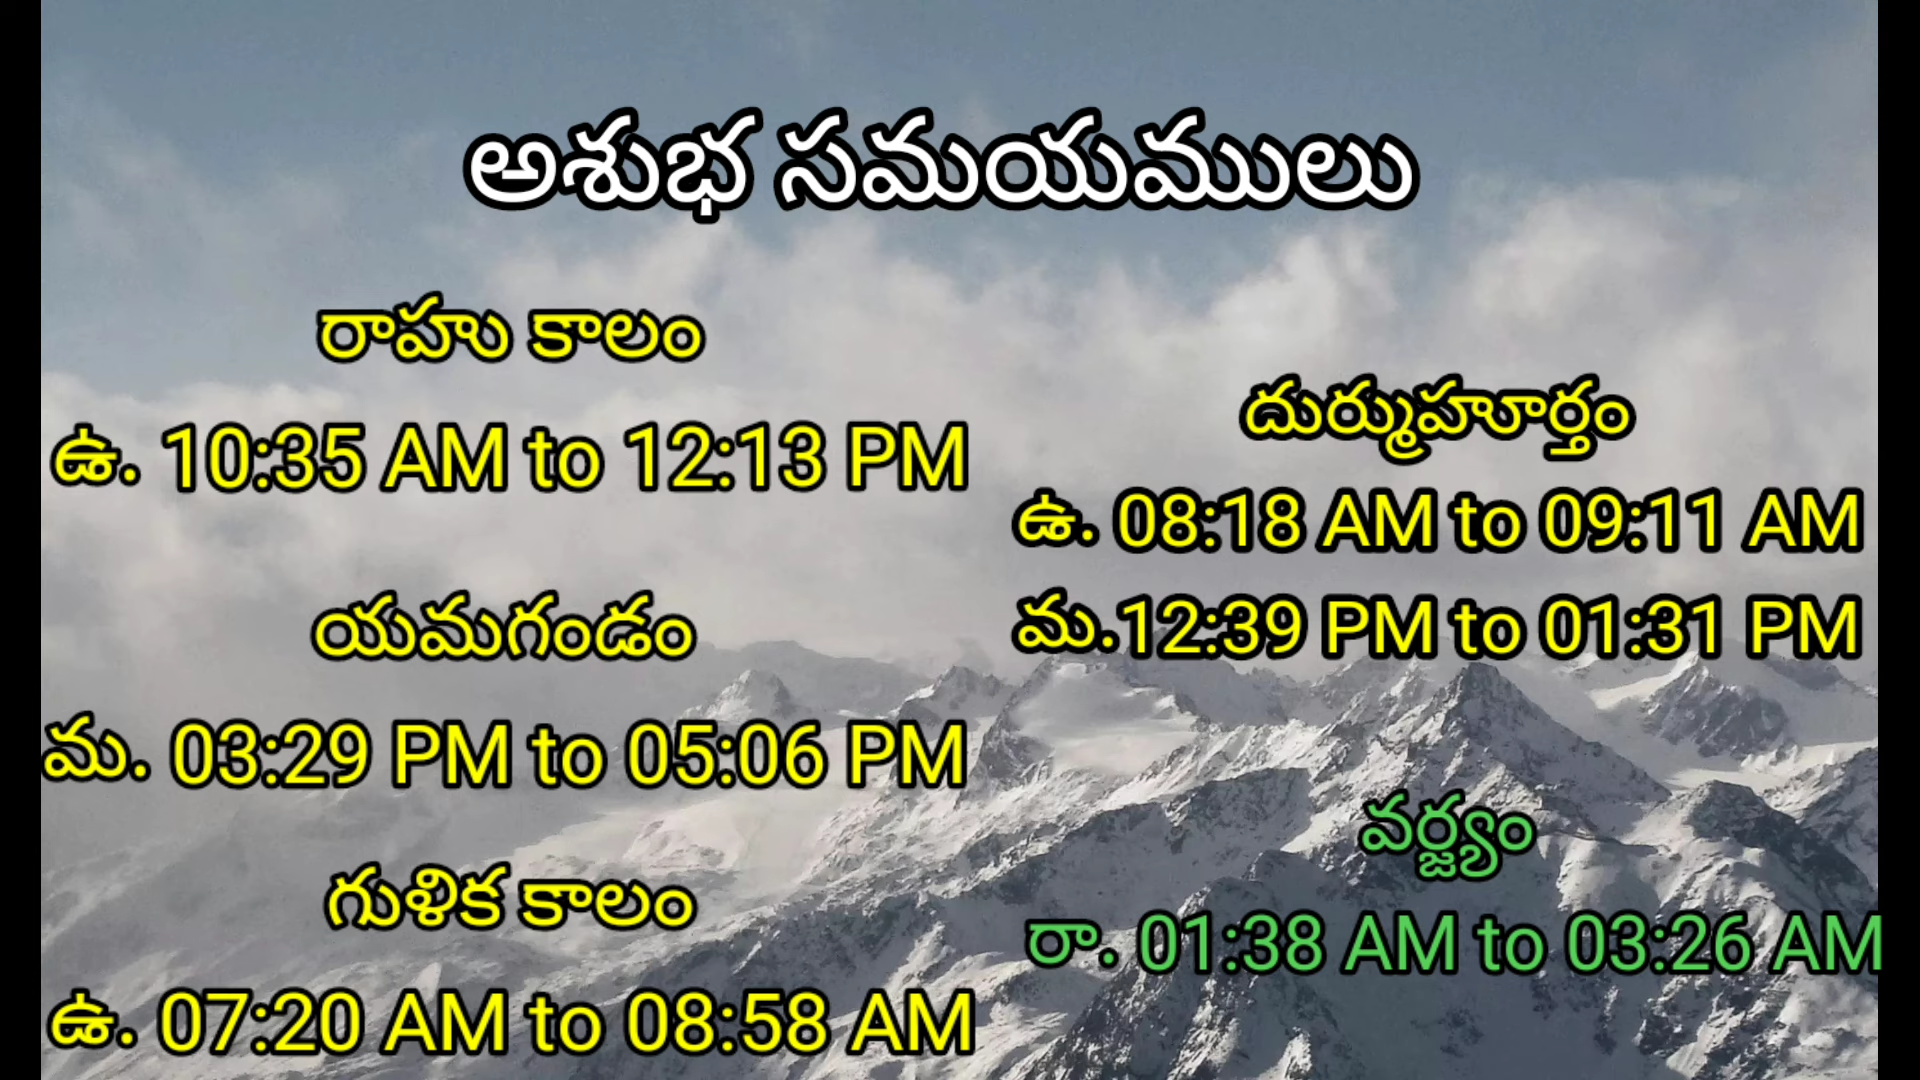 అశుభ సమయములు
రాహు కాలం
ఉ. 10:35 AM to 12:13 PM
యమగండం
మ. 03:29 PM to 05:06 PM
గుళిక కాలం
ఉ. 07:20 AM to 08:58 AM
దుర్ముహూర్తం
ఉ. 08:18 AM to 09:11 AM
మ.12:39 PM to 01:31 PM
వర్జ్యం
రా. 01:38 AM to 03:26 AM